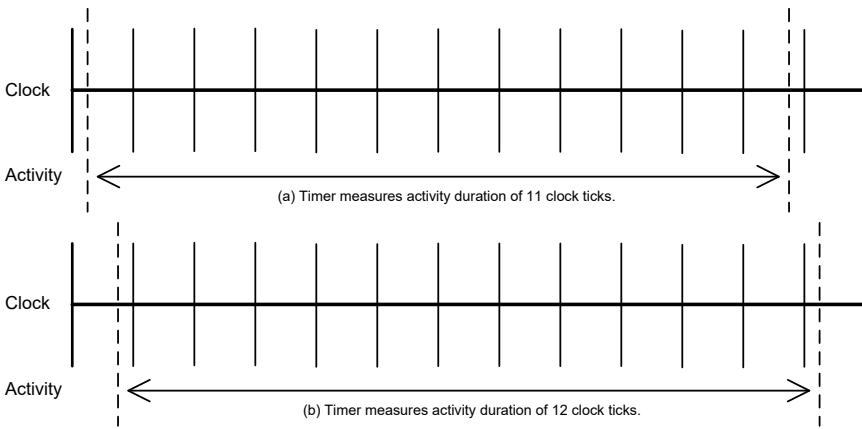 Clock
Activity
(a) Timer measures activity duration of 11 clock ticks.
Clock
Activity
(b) Timer measures activity duration of 12 clock ticks.